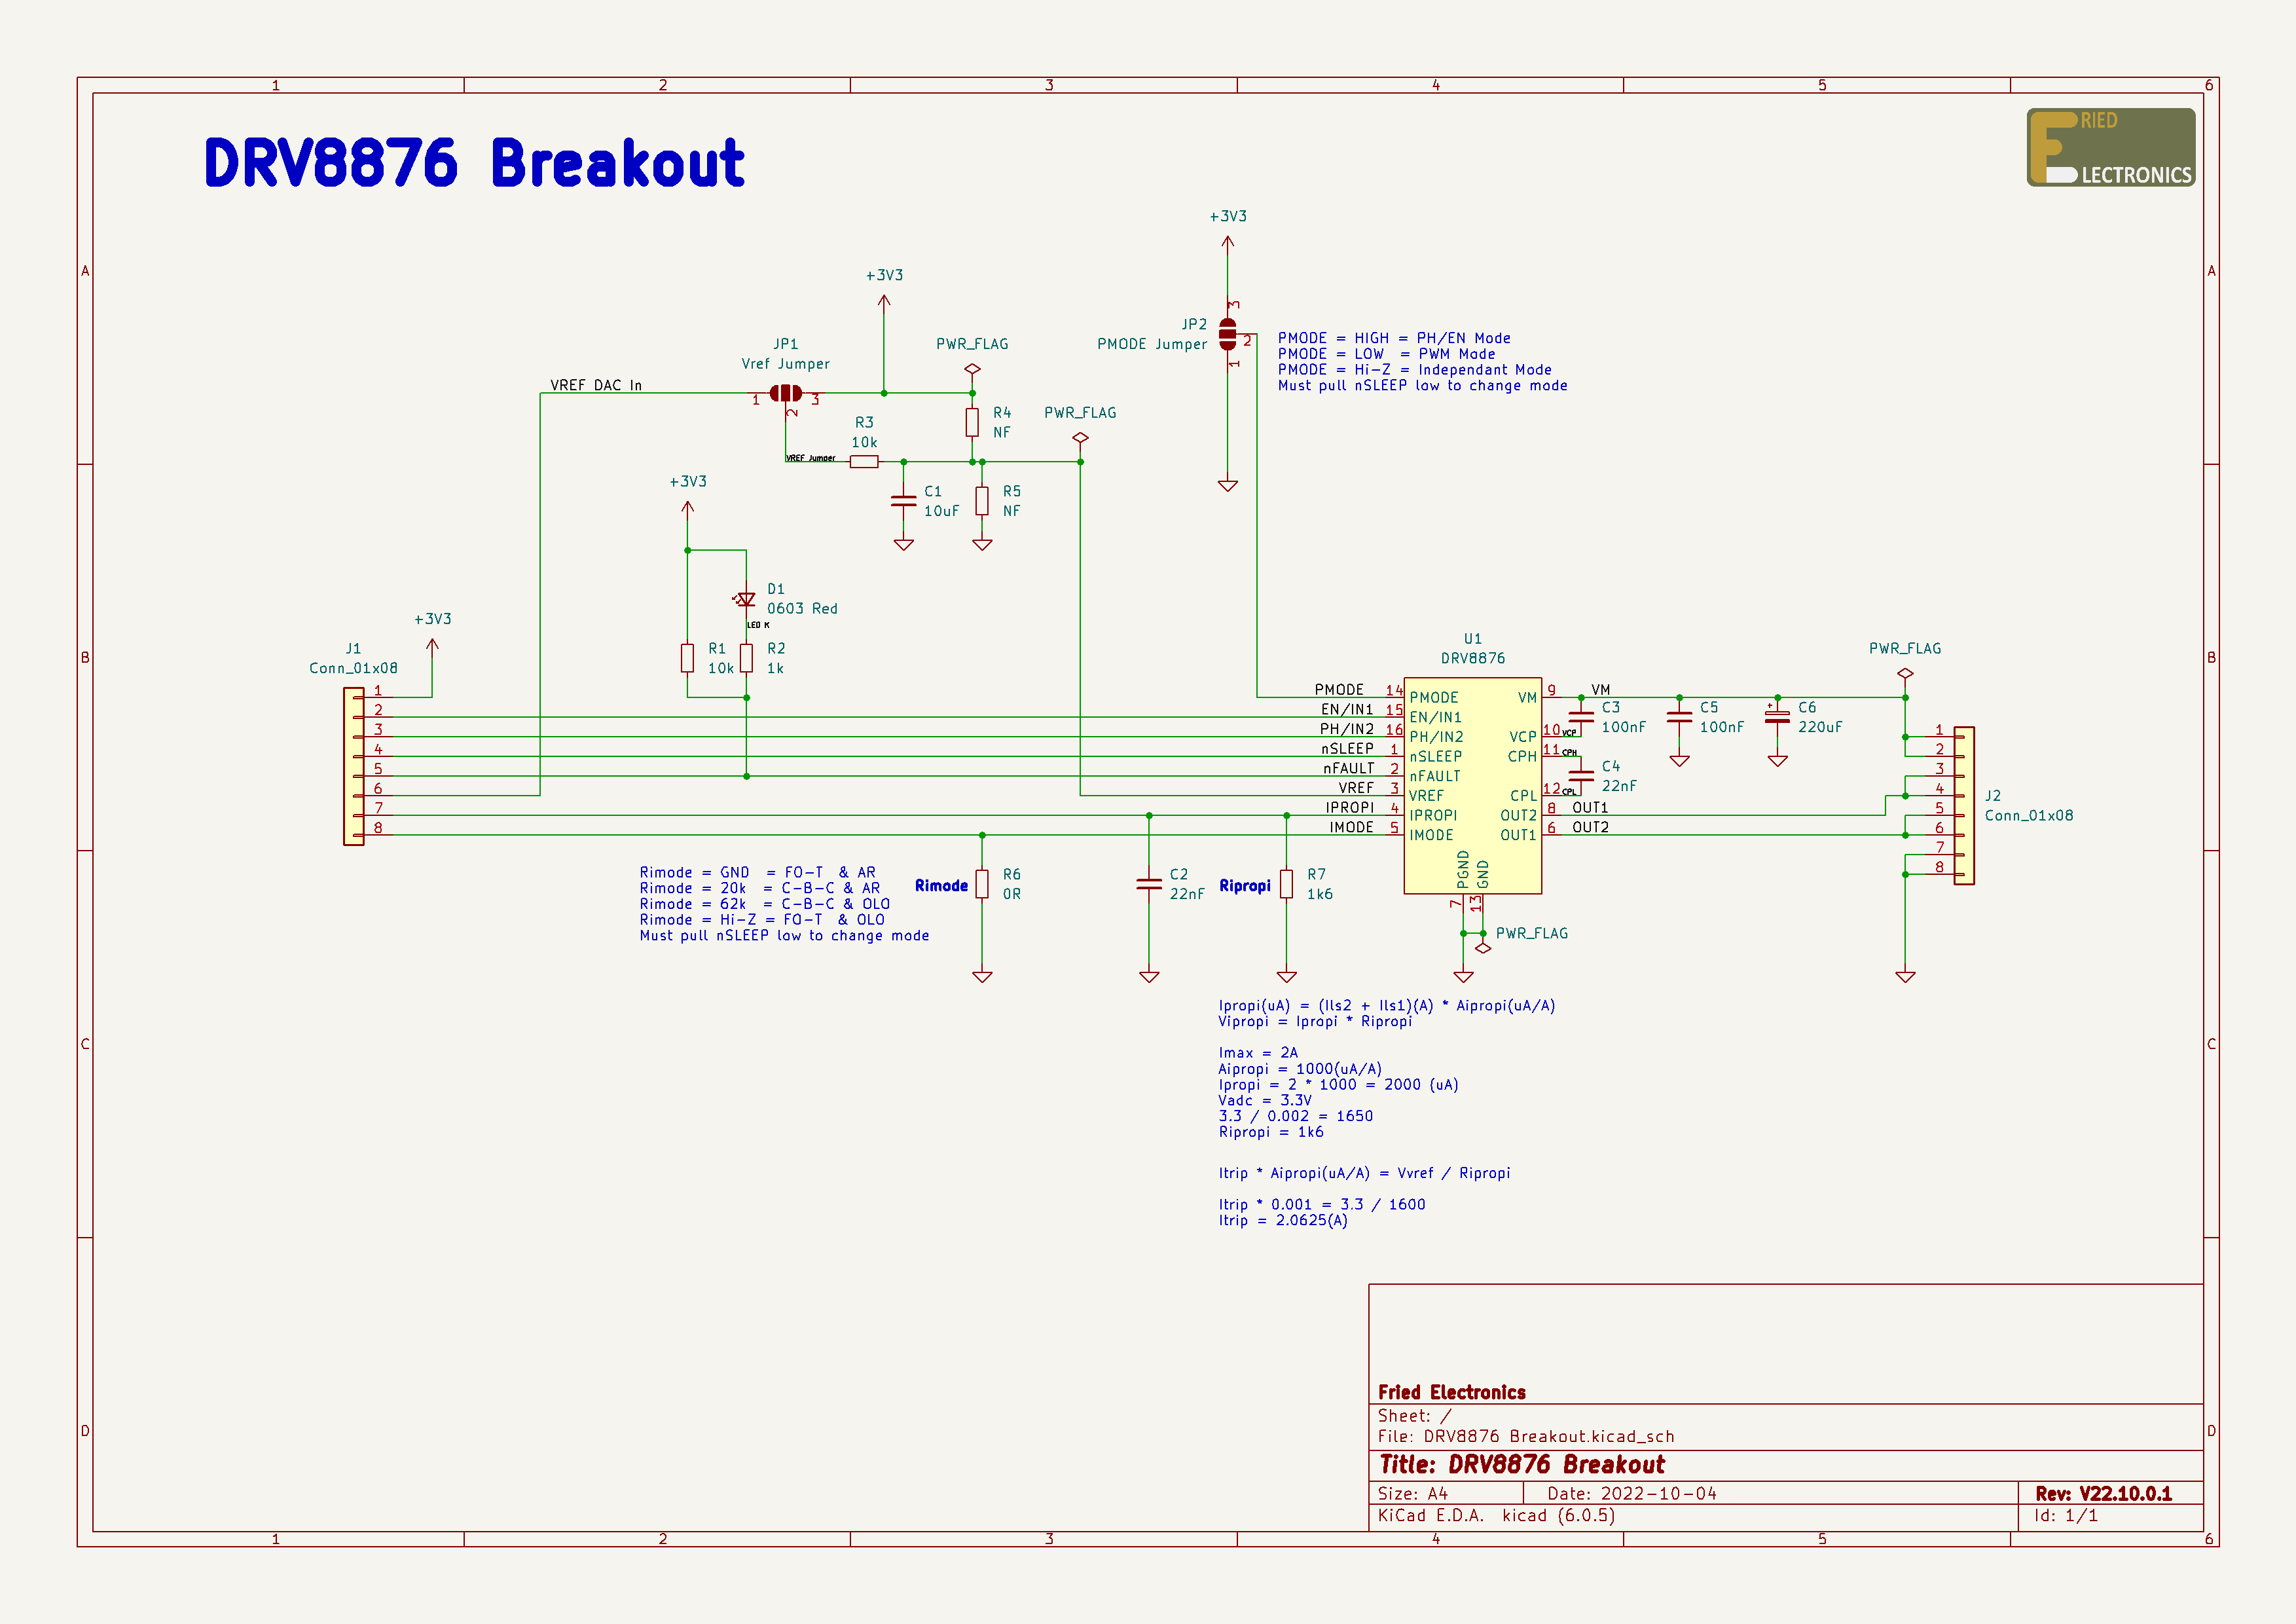 1 2 3 4 5 6
DRV8876 Breakout
RIED
LECTRONICS
A A
+3V3
+3V3
JP2
PMODE Jumper
3
2
1
PMODE = HIGH = PH/EN Mode
PMODE = LOW = PWM Mode
PMODE = Hi-Z = Independant Mode
Must pull nSLEEP low to change mode
JP1
Vref Jumper
PWR_FLAG
VREF DAC In
1
2
3
R4
NF
PWR_FLAG
R3
10k
VREF Jumper
+3V3
C1
10uF
R5
NF
D1
0603 Red
LED K
+3V3
R1
10k
R2
1k
B B
J1
Conn_01x08
1
2
3
4
5
6
7
8
U1
DRV8876
PWR_FLAG
PMODE 14 PMODE
EN/IN1 15 EN/IN1
PH/IN2 16 PH/IN2
nSLEEP 1 nSLEEP
nFAULT 2 nFAULT
VREF 3 VREF
IPROPI 4 IPROPI
IMODE 5 IMODE
VM 9 VM
VCP 10 VCP
CPH 11 CPH
CPL 12 CPL
OUT2 8 OUT1
OUT1 6 OUT2
PGND
GND
7
13
PWR_FLAG
C3
100nF
C5
100nF
+
C6
220uF
C4
22nF
1
2
3
4
5
6
7
8
J2
Conn_01x08
Rimode = GND = FO-T & AR
Rimode = 20k = C-B-C & AR
Rimode = 62k = C-B-C & OLO
Rimode = Hi-Z = FO-T & OLO
Must pull nSLEEP low to change mode
Rimode
R6
0R
C2
22nF
Ripropi
R7
1k6
Ipropi(uA) = (Ils2 + Ils1)(A) * Aipropi(uA/A)
Vipropi = Ipropi * Ripropi
C C
Imax = 2A
Aipropi = 1000(uA/A)
Ipropi = 2 * 1000 = 2000 (uA)
Vadc = 3.3V
3.3 / 0.002 = 1650
Ripropi = 1k6
Itrip * Aipropi(uA/A) = Vvref / Ripropi
Itrip * 0.001 = 3.3 / 1600
Itrip = 2.0625(A)
D D
Fried Electronics
Sheet: /
File: DRV8876 Breakout.kicad_sch
Title: DRV8876 Breakout
Size: A4 Date: 2022-10-04 Rev: V22.10.0.1
KiCad E.D.A. kicad (6.0.5) Id: 1/1
1 2 3 4 5 6